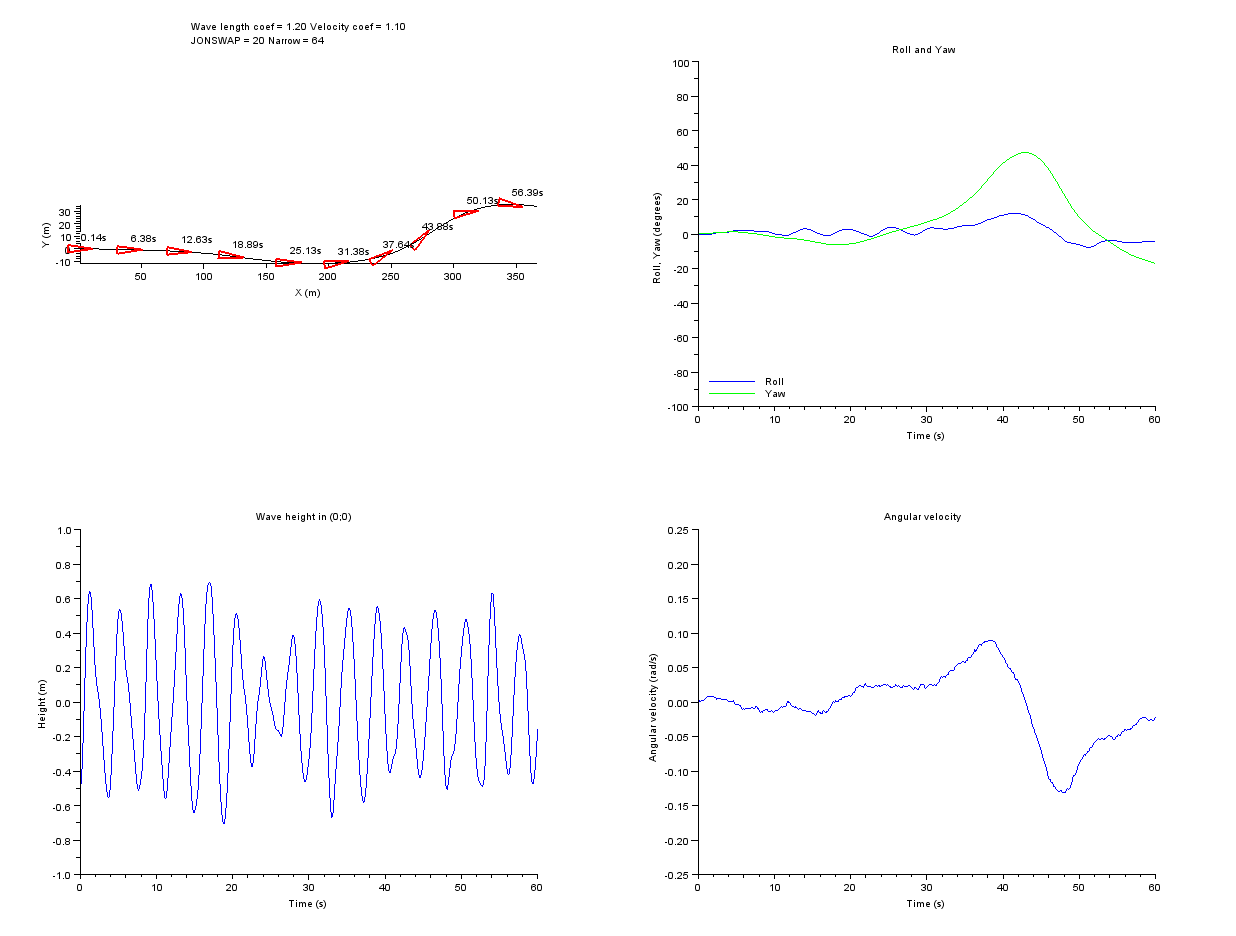 Wave length coef = 1.20 Velocity coef = 1.10
JONSWAP = 20 Narrow = 64
Y (m)
30
20
10
0
-10
0.14s
6.38s
12.63s
18.89s
25.13s
31.38s
37.64s
43.88s
50.13s
56.39s
50
100
150
200
250
300
350
X (m)
Roll and Yaw
Roll, Yaw (degrees)
100
80
60
40
20
0
-20
-40
-60
-80
-100
Roll
Yaw
0
10
20
30
40
50
60
Time (s)
Wave height in (0;0)
Height (m)
1.0
0.8
0.6
0.4
0.2
0.0
-0.2
-0.4
-0.6
-0.8
-1.0
0
10
20
30
40
50
60
Time (s)
Angular velocity
Angular velocity (rad/s)
0.25
0.20
0.15
0.10
0.05
0.00
-0.05
-0.10
-0.15
-0.20
-0.25
0
10
20
30
40
50
60
Time (s)